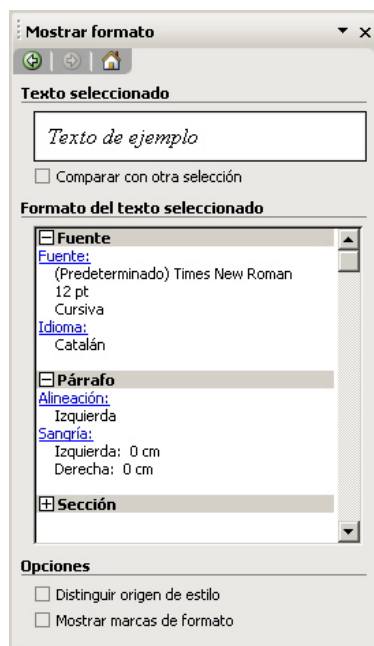 Mostrar formato
Texto seleccionado
Texto de ejemplo
Comparar con otra selección
Formato del texto seleccionado
Fuente
Fuente:
(Predeterminado) Times New Roman
12 pt
Cursiva
Idioma:
Catalán
Párrafo
Alineación:
Izquierda
Sangría:
Izquierda: 0 cm
Derecha: 0 cm
Sección
Opciones
Distinguir origen de estilo
Mostrar marcas de formato